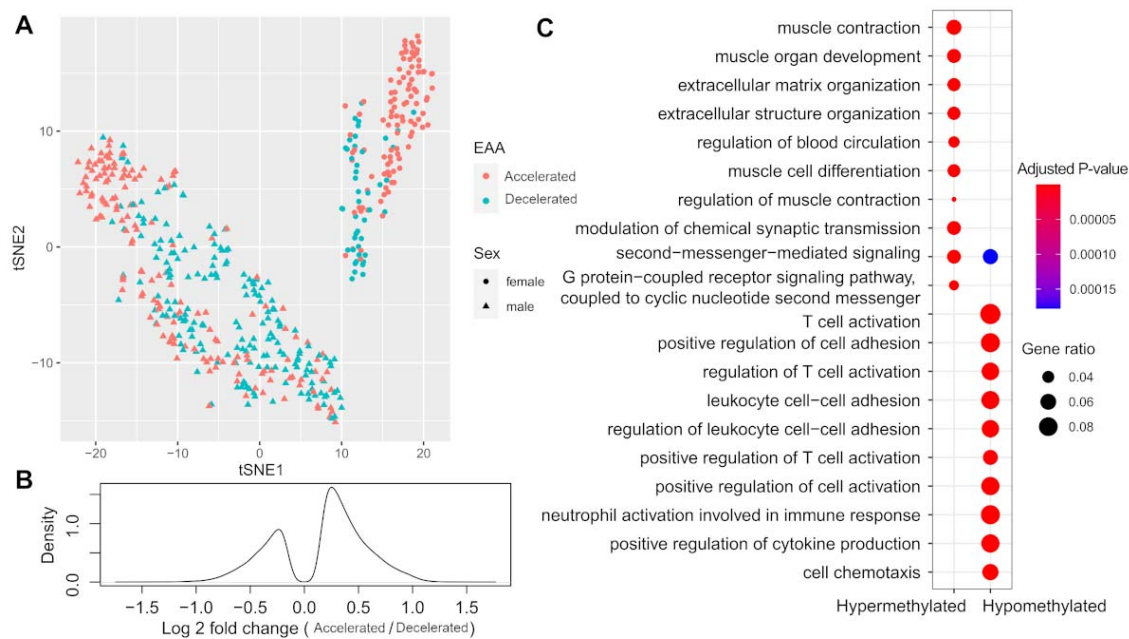 A
10
0
−10
tSNE2
−20
−10
0
10
20
tSNE1
EAA
Accelerated
Decelerated
Sex
female
male
B
Density
1.0
0.0
−1.5
−1.0
−0.5
0.0
0.5
1.0
1.5
Log 2 fold change ( Accelerated / Decelerated )
C
muscle contraction
muscle organ development
extracellular matrix organization
extracellular structure organization
regulation of blood circulation
muscle cell differentiation
regulation of muscle contraction
modulation of chemical synaptic transmission
second−messenger−mediated signaling
G protein−coupled receptor signaling pathway,
coupled to cyclic nucleotide second messenger
T cell activation
positive regulation of cell adhesion
regulation of T cell activation
leukocyte cell−cell adhesion
regulation of leukocyte cell−cell adhesion
positive regulation of T cell activation
positive regulation of cell activation
neutrophil activation involved in immune response
positive regulation of cytokine production
cell chemotaxis
Hypermethylated
Hypomethylated
Adjusted P-value
0.00005
0.00010
0.00015
Gene ratio
0.04
0.06
0.08